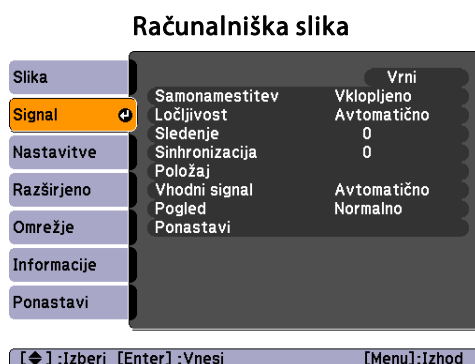 Računalniška slika
Slika
Signal
Nastavitve
Razširjeno
Omrežje
Informacije
Ponastavi
Vrni
Samonamestitev Vklopljeno
Ločljivost Avtomatično
Sledenje 0
Sinhronizacija 0
Položaj
Vhodni signal Avtomatično
Pogled Normalno
Ponastavi
[◆] :Izberi [Enter] :Vnesi [Menu]:Izhod